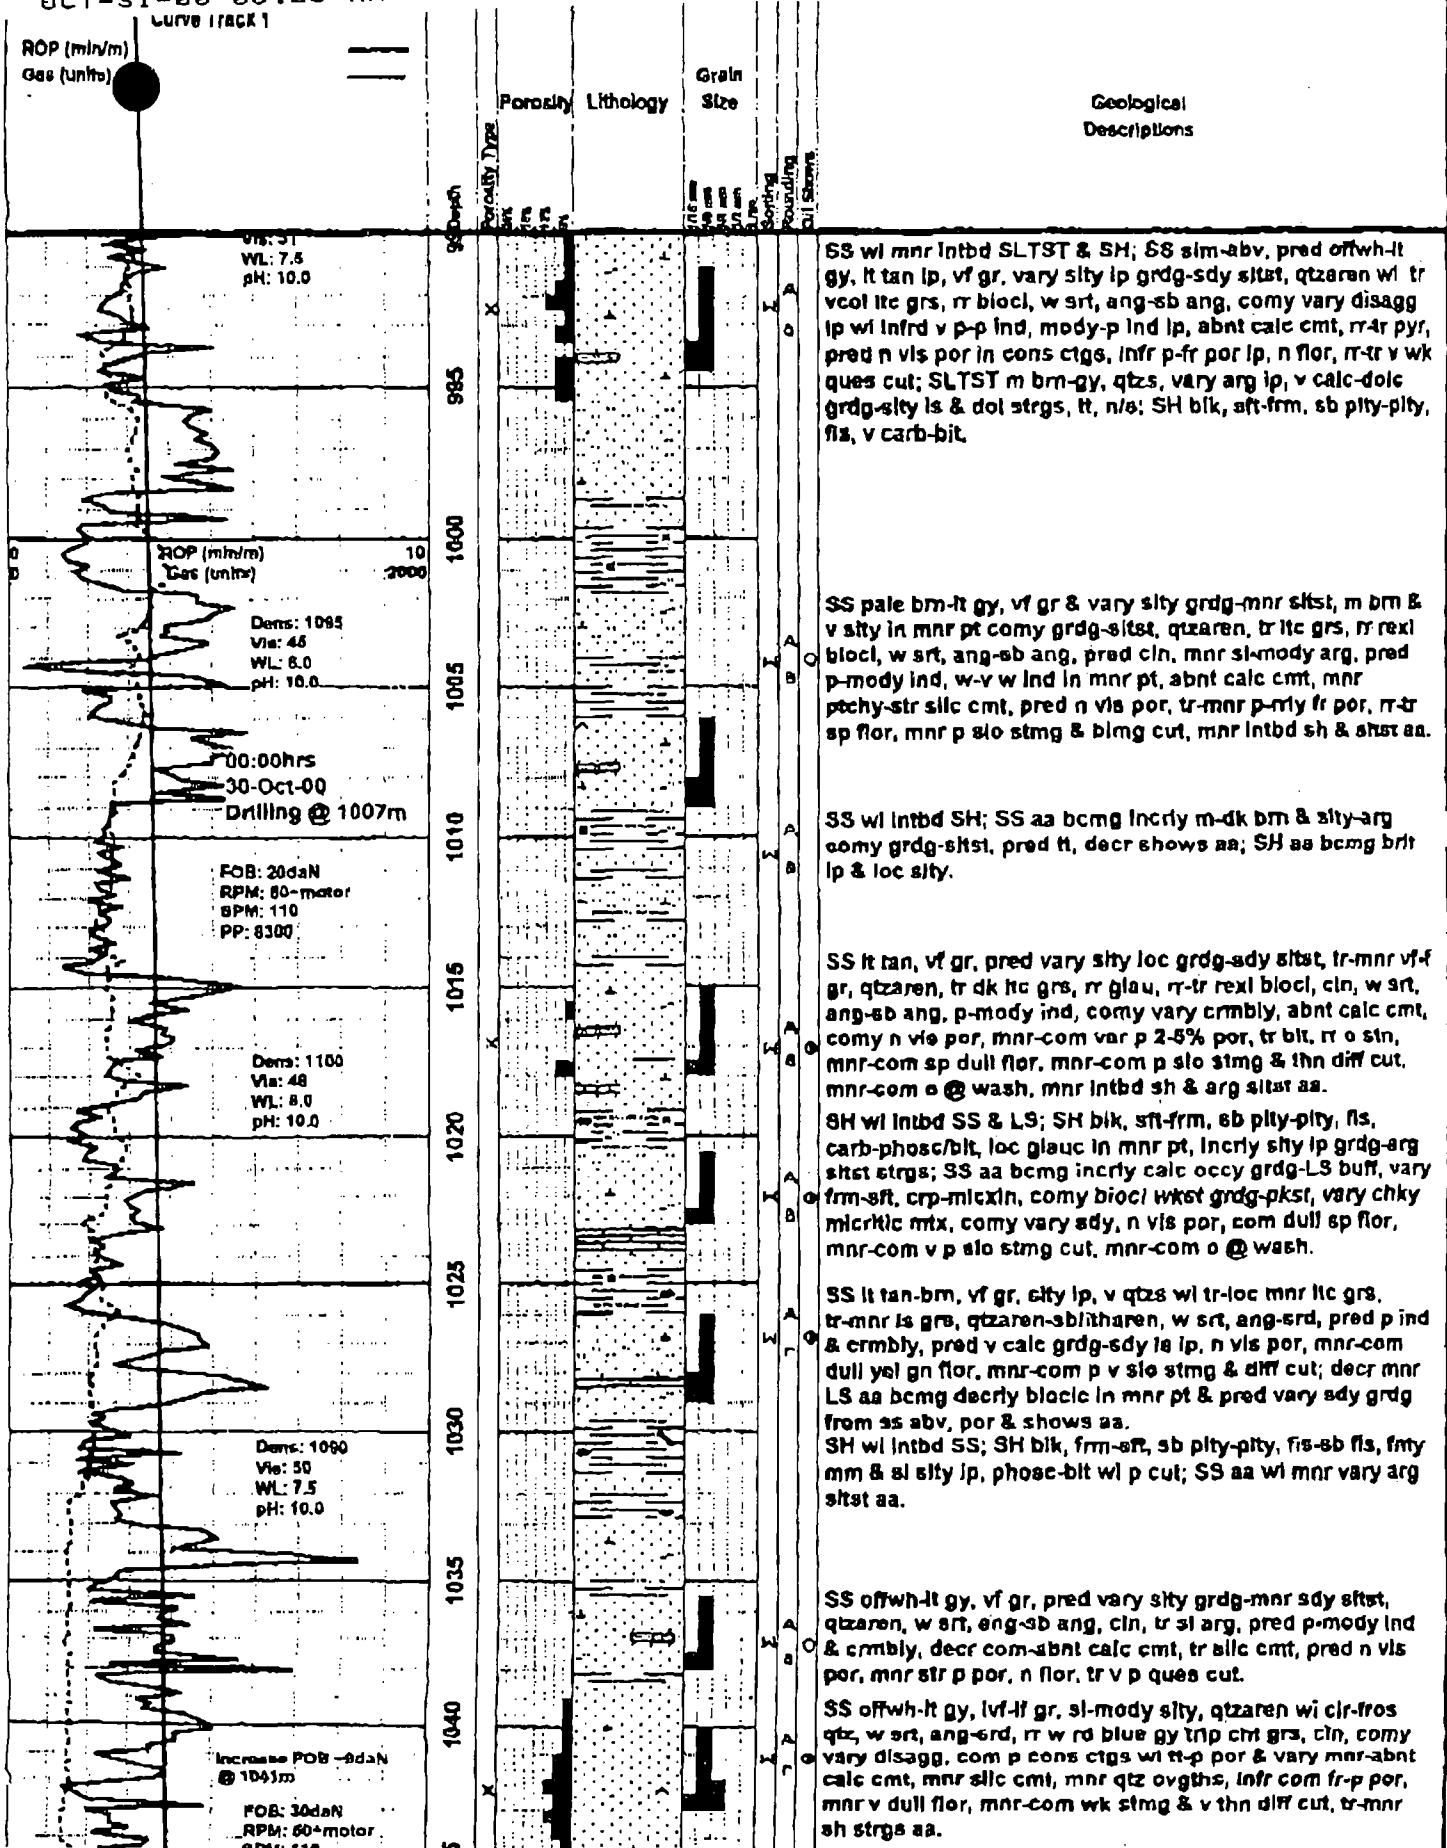 Curve Track 1
ROP (min/m)
Gas (units)
Porosity Type
Porosity
Lithology
Grain
Size
Sorting
Rounding
Oil Shows
Geological
Descriptions
Depth
WL: 7.5
pH: 10.0
995
1000
ROP (min/m) 10
Gas (units) 2000
Dens: 1095
Vis: 45
WL: 8.0
pH: 10.0
1005
00:00hrs
30-Oct-00
Drilling @ 1007m
1010
FOB: 20daN
RPM: 60+motor
SPM: 110
PP: 8300
1015
Dens: 1100
Vis: 48
WL: 8.0
pH: 10.0
1020
1025
1030
Dens: 1090
Vis: 50
WL: 7.5
pH: 10.0
1035
1040
Increase FOB -9daN
@ 1041m
FOB: 30daN
RPM: 60+motor
SS wi mnr intbd SLTST & SH; SS sim-abv, pred offwh-lt
gy, lt tan ip, vf gr, vary slty ip grdg-sdy sltst, qtzaren wi tr
vcol ltc grs, rr biocl, w srt, ang-sb ang, comy vary disagg
ip wi infrd v p-p ind, mody-p ind ip, abnt calc cmt, rr-tr pyr,
pred n vis por in cons ctgs, infr p-fr por ip, n flor, rr-tr v wk
ques cut; SLTST m brn-gy, qtzs, vary arg ip, v calc-dolc
grdg-slty ls & dol strgs, tt, n/s; SH blk, sft-frm, sb plty-plty,
fis, v carb-bit.
SS pale brn-lt gy, vf gr & vary slty grdg-mnr sltst, m brn &
v slty in mnr pt comy grdg-sltst, qtzaren, tr ltc grs, rr rexl
biocl, w srt, ang-sb ang, pred cln, mnr sl-mody arg, pred
p-mody ind, w-v w ind in mnr pt, abnt calc cmt, mnr
ptchy-str silc cmt, pred n vis por, tr-mnr p-rrly fr por, rr-tr
sp flor, mnr p slo stmg & blmg cut, mnr intbd sh & sltst aa.
SS wi intbd SH; SS aa bcmg incrly m-dk brn & slty-arg
comy grdg-sltst, pred tt, decr shows aa; SH aa bcmg brit
ip & loc slty.
SS lt tan, vf gr, pred vary slty loc grdg-sdy sltst, tr-mnr vf-f
gr, qtzaren, tr dk ltc grs, rr glau, rr-tr rexl biocl, cln, w srt,
ang-sb ang, p-mody ind, comy vary crmbly, abnt calc cmt,
comy n vis por, mnr-com var p 2-5% por, tr bit, rr o stn,
mnr-com sp dull flor, mnr-com p slo stmg & thn diff cut,
mnr-com o @ wash, mnr intbd sh & arg sltst aa.
SH wi intbd SS & LS; SH blk, sft-frm, sb plty-plty, fis,
carb-phosc/bit, loc glauc in mnr pt, incrly slty ip grdg-arg
sltst strgs; SS aa bcmg incrly calc occy grdg-LS buff, vary
frm-sft, crp-micxln, comy biocl wkst grdg-pkst, vary chky
micritic mtx, comy vary sdy, n vis por, com dull sp flor,
mnr-com v p slo stmg cut, mnr-com o @ wash.
SS lt tan-brn, vf gr, slty ip, v qtzs wi tr-loc mnr ltc grs,
tr-mnr ls grs, qtzaren-sblitharen, w srt, ang-srd, pred p ind
& crmbly, pred v calc grdg-sdy ls ip, n vis por, mnr-com
dull yel gn flor, mnr-com p v slo stmg & diff cut; decr mnr
LS aa bcmg decrly bioclc in mnr pt & pred vary sdy grdg
from ss abv, por & shows aa.
SH wi intbd SS; SH blk, frm-sft, sb plty-plty, fis-sb fis, fnty
mm & sl slty ip, phosc-bit wi p cut; SS aa wi mnr vary arg
sltst aa.
SS offwh-lt gy, vf gr, pred vary slty grdg-mnr sdy sltst,
qtzaren, w srt, ang-sb ang, cln, tr sl arg, pred p-mody ind
& crmbly, decr com-abnt calc cmt, tr silc cmt, pred n vis
por, mnr str p por, n flor, tr v p ques cut.
SS offwh-lt gy, lvf-lf gr, sl-mody slty, qtzaren wi clr-fros
qtz, w srt, ang-srd, rr w rd blue gy trip cht grs, cln, comy
vary disagg, com p cons ctgs wi tt-p por & vary mnr-abnt
calc cmt, mnr silc cmt, mnr qtz ovgths, infr com fr-p por,
mnr v dull flor, mnr-com wk stmg & v thn diff cut, tr-mnr
sh strgs aa.